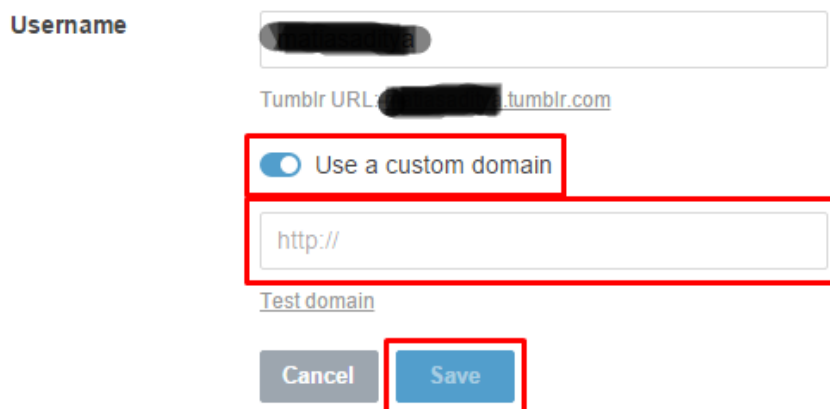 Username
Tumblr URL: .tumblr.com
Use a custom domain
http://
Test domain
Cancel Save